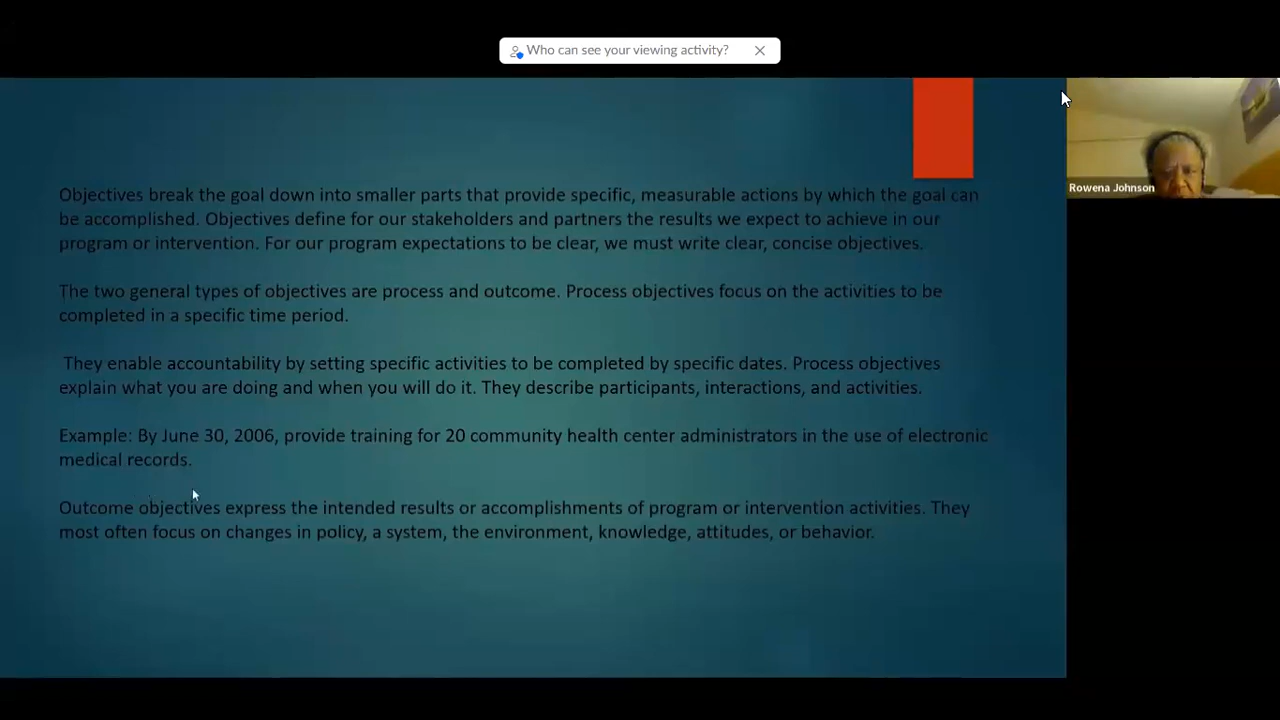 Who can see your viewing activity?
Objectives break the goal down into smaller parts that provide specific, measurable actions by which the goal can
be accomplished. Objectives define for our stakeholders and partners the results we expect to achieve in our
program or intervention. For our program expectations to be clear, we must write clear, concise objectives.
The two general types of objectives are process and outcome. Process objectives focus on the activities to be
completed in a specific time period.
They enable accountability by setting specific activities to be completed by specific dates. Process objectives
explain what you are doing and when you will do it. They describe participants, interactions, and activities.
Example: By June 30, 2006, provide training for 20 community health center administrators in the use of electronic
medical records.
Outcome objectives express the intended results or accomplishments of program or intervention activities. They
most often focus on changes in policy, a system, the environment, knowledge, attitudes, or behavior.
Rowena Johnson